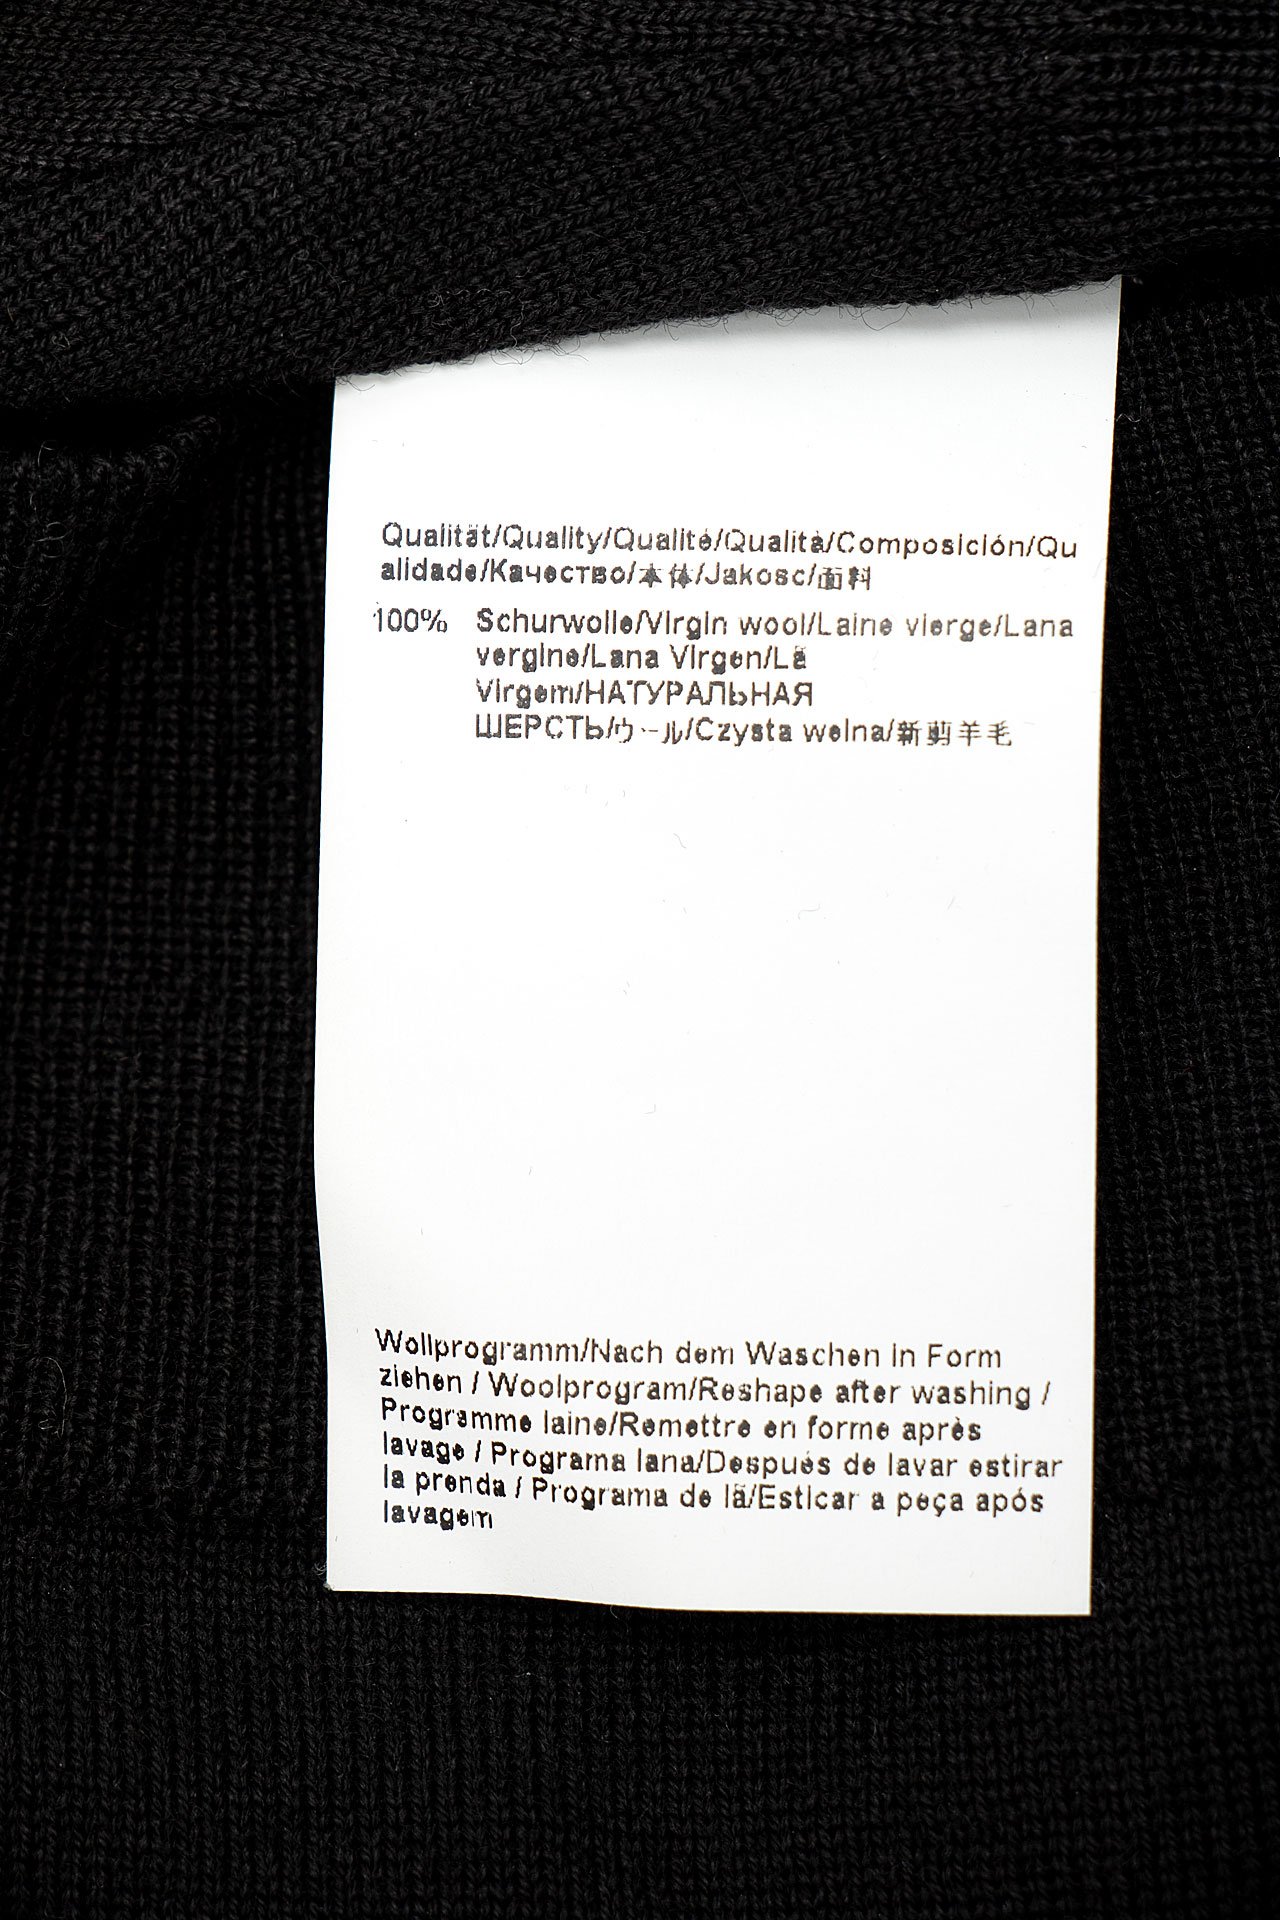 Qualität/Quality/Qualité/Qualità/Composición/Qu
alidade/Качество/本体/Jakosc/面料
100% Schurwolle/Virgin wool/Laine vierge/Lana
vergine/Lana Virgen/Lã
Virgem/НАТУРАЛЬНАЯ
ШЕРСТЬ/ウール/Czysta welna/新剪羊毛
Wollprogramm/Nach dem Waschen in Form
ziehen / Woolprogram/Reshape after washing /
Programme laine/Remettre en forme après
lavage / Programa lana/Después de lavar estirar
la prenda / Programa de lã/Esticar a peça após
lavagem